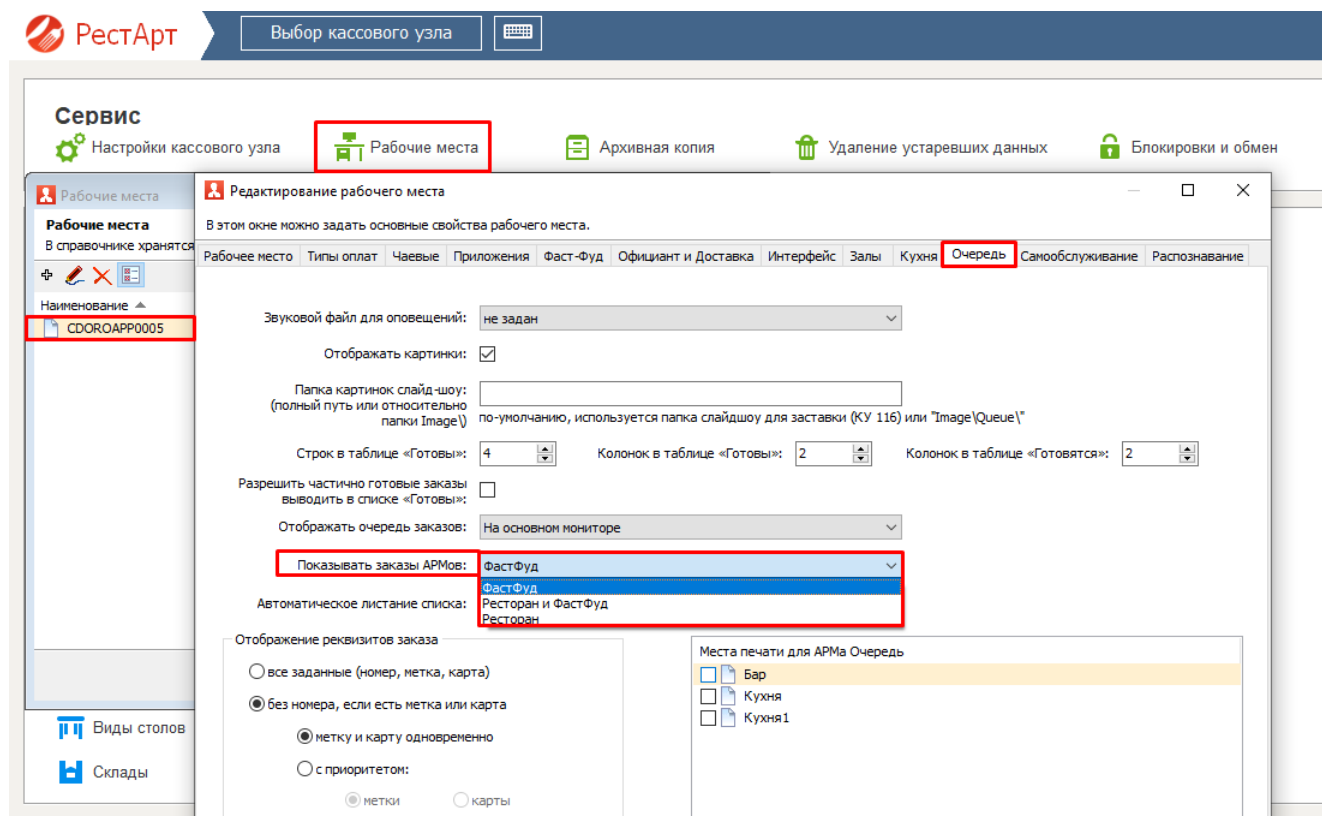 РестАрт
Выбор кассового узла
Сервис
Настройки кассового узла
Рабочие места
Архивная копия
Удаление устаревших данных
Блокировки и обмен
Рабочие места
Рабочие места
В справочнике хранятся
Наименование
CDOROAPP0005
Виды столов
Склады
Редактирование рабочего места
В этом окне можно задать основные свойства рабочего места.
Рабочее место Типы оплат Чаевые Приложения Фаст-Фуд Официант и Доставка Интерфейс Залы Кухня Очередь Самообслуживание Распознавание
Звуковой файл для оповещений: не задан
Отображать картинки:
Папка картинок слайд-шоу:
(полный путь или относительно
папки Image\)
по-умолчанию, используется папка слайдшоу для заставки (КУ 116) или "Image\Queue\"
Строк в таблице «Готовы»: 4 Колонок в таблице «Готовы»: 2 Колонок в таблице «Готовятся»: 2
Разрешить частично готовые заказы
выводить в списке «Готовы»:
Отображать очередь заказов: На основном мониторе
Показывать заказы АРМов: ФастФуд
ФастФуд
Ресторан и ФастФуд
Ресторан
Автоматическое листание списка:
Отображение реквизитов заказа
все заданные (номер, метка, карта)
без номера, если есть метка или карта
метку и карту одновременно
с приоритетом:
метки карты
Места печати для АРМа Очередь
Бар
Кухня
Кухня1